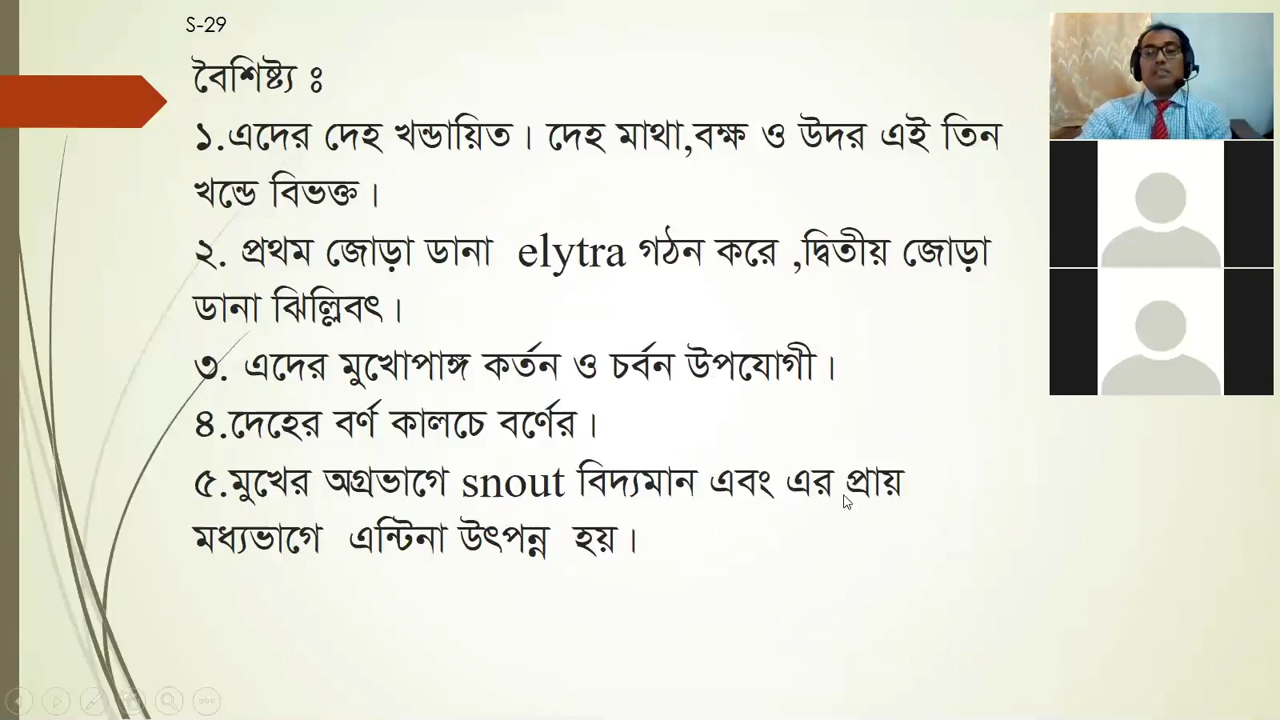 S-29
বৈশিষ্ট্য ঃ
১.এদের দেহ খন্ডায়িত। দেহ মাথা,বক্ষ ও উদর এই তিন
খন্ডে বিভক্ত।
২. প্রথম জোড়া ডানা elytra গঠন করে ,দ্বিতীয় জোড়া
ডানা ঝিল্লিবৎ।
৩. এদের মুখোপাঙ্গ কর্তন ও চর্বন উপযোগী।
৪.দেহের বর্ণ কালচে বর্ণের।
৫.মুখের অগ্রভাগে snout বিদ্যমান এবং এর প্রায়
মধ্যভাগে এন্টিনা উৎপন্ন হয়।